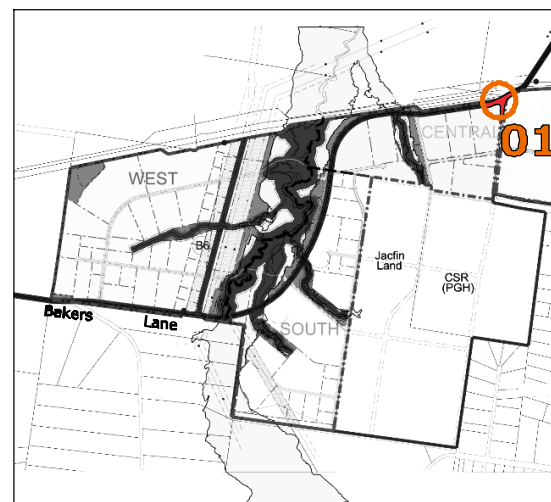 01
CENTRAL
WEST
B6
Jacfin
Land
CSR
(PGH)
Bakers Lane
SOUTH